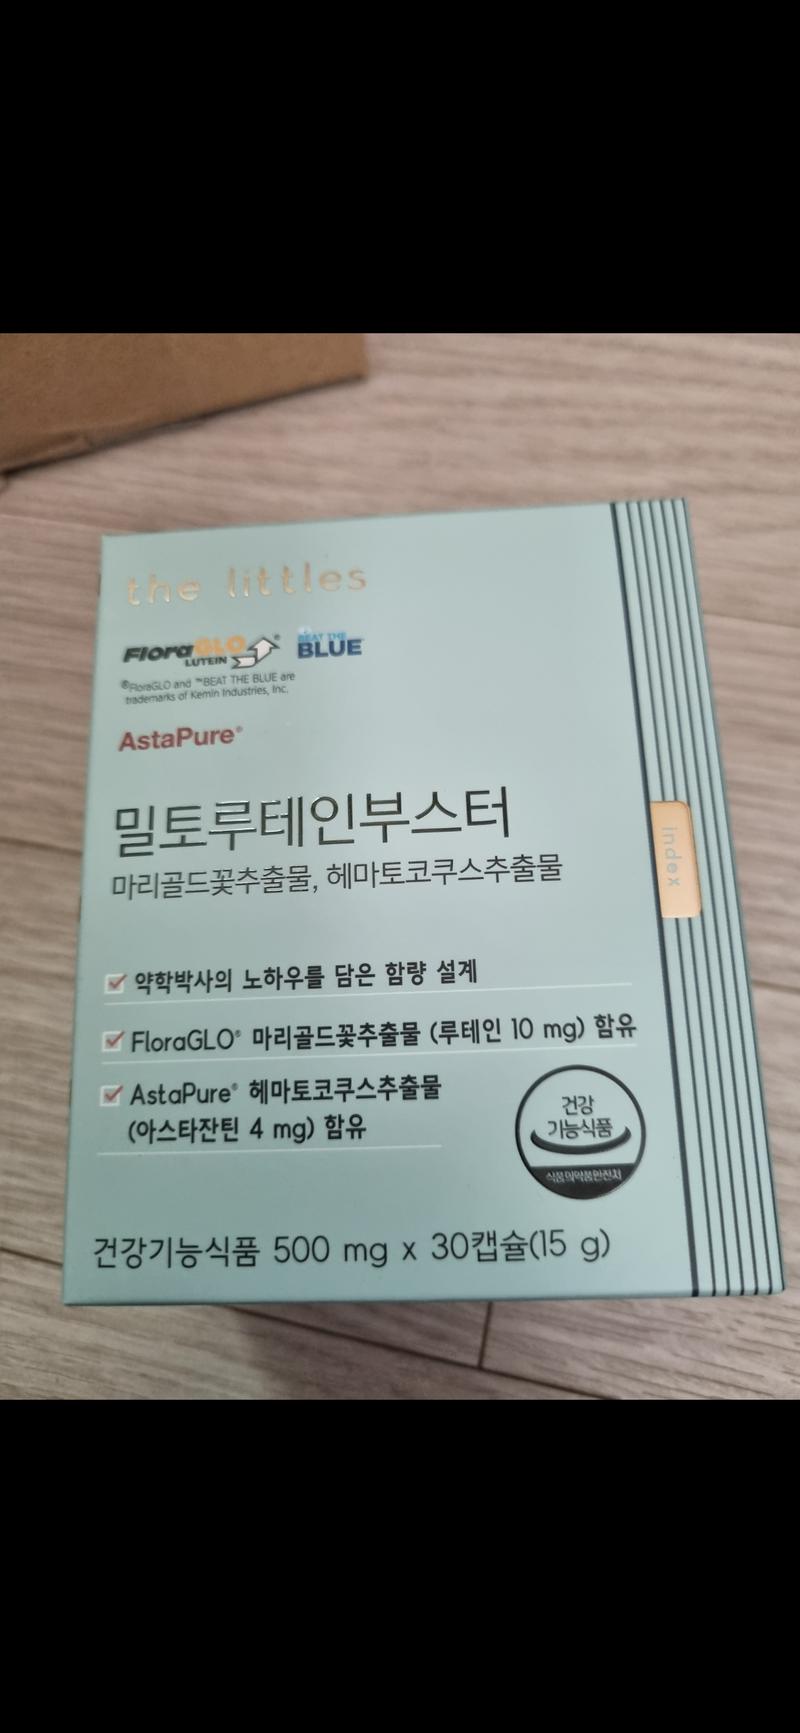 the littles
FloraGLO® BEAT THE
LUTEIN BLUE
®FloraGLO and ™BEAT THE BLUE are
trademarks of Kemin Industries, Inc.
AstaPure®
밀토루테인부스터
마리골드꽃추출물, 헤마토코쿠스추출물
index
약학박사의 노하우를 담은 함량 설계
FloraGLO® 마리골드꽃추출물 (루테인 10 mg) 함유
AstaPure® 헤마토코쿠스추출물
(아스타잔틴 4 mg) 함유
건강
기능식품
식품의약품안전처
건강기능식품 500 mg x 30캡슐(15 g)